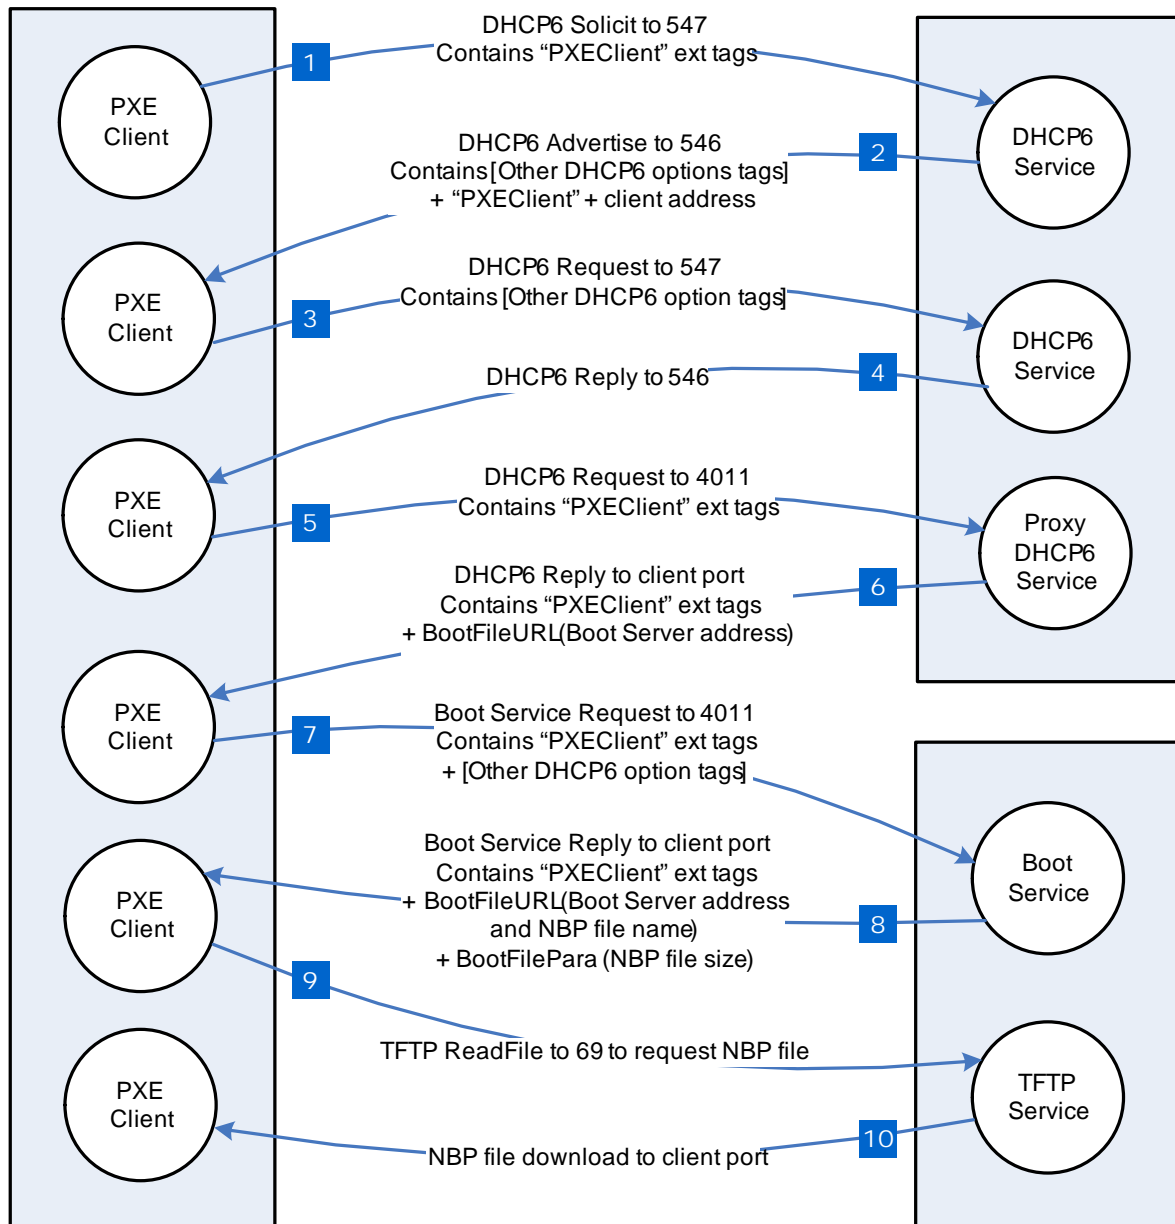 DHCP6 Solicit to 547
Contains “PXEClient” ext tags
1
PXE
Client
DHCP6
Service
DHCP6 Advertise to 546
Contains [Other DHCP6 options tags]
+ “PXEClient” + client address
2
PXE
Client
DHCP6 Request to 547
Contains [Other DHCP6 option tags]
3
DHCP6
Service
DHCP6 Reply to 546
4
PXE
Client
DHCP6 Request to 4011
Contains “PXEClient” ext tags
5
Proxy
DHCP6
Service
DHCP6 Reply to client port
Contains “PXEClient” ext tags
+ BootFileURL(Boot Server address)
6
PXE
Client
Boot Service Request to 4011
Contains “PXEClient” ext tags
+ [Other DHCP6 option tags]
7
Boot
Service
Boot Service Reply to client port
Contains “PXEClient” ext tags
+ BootFileURL(Boot Server address
and NBP file name)
+ BootFilePara (NBP file size)
8
PXE
Client
9
TFTP ReadFile to 69 to request NBP file
TFTP
Service
PXE
Client
10
NBP file download to client port